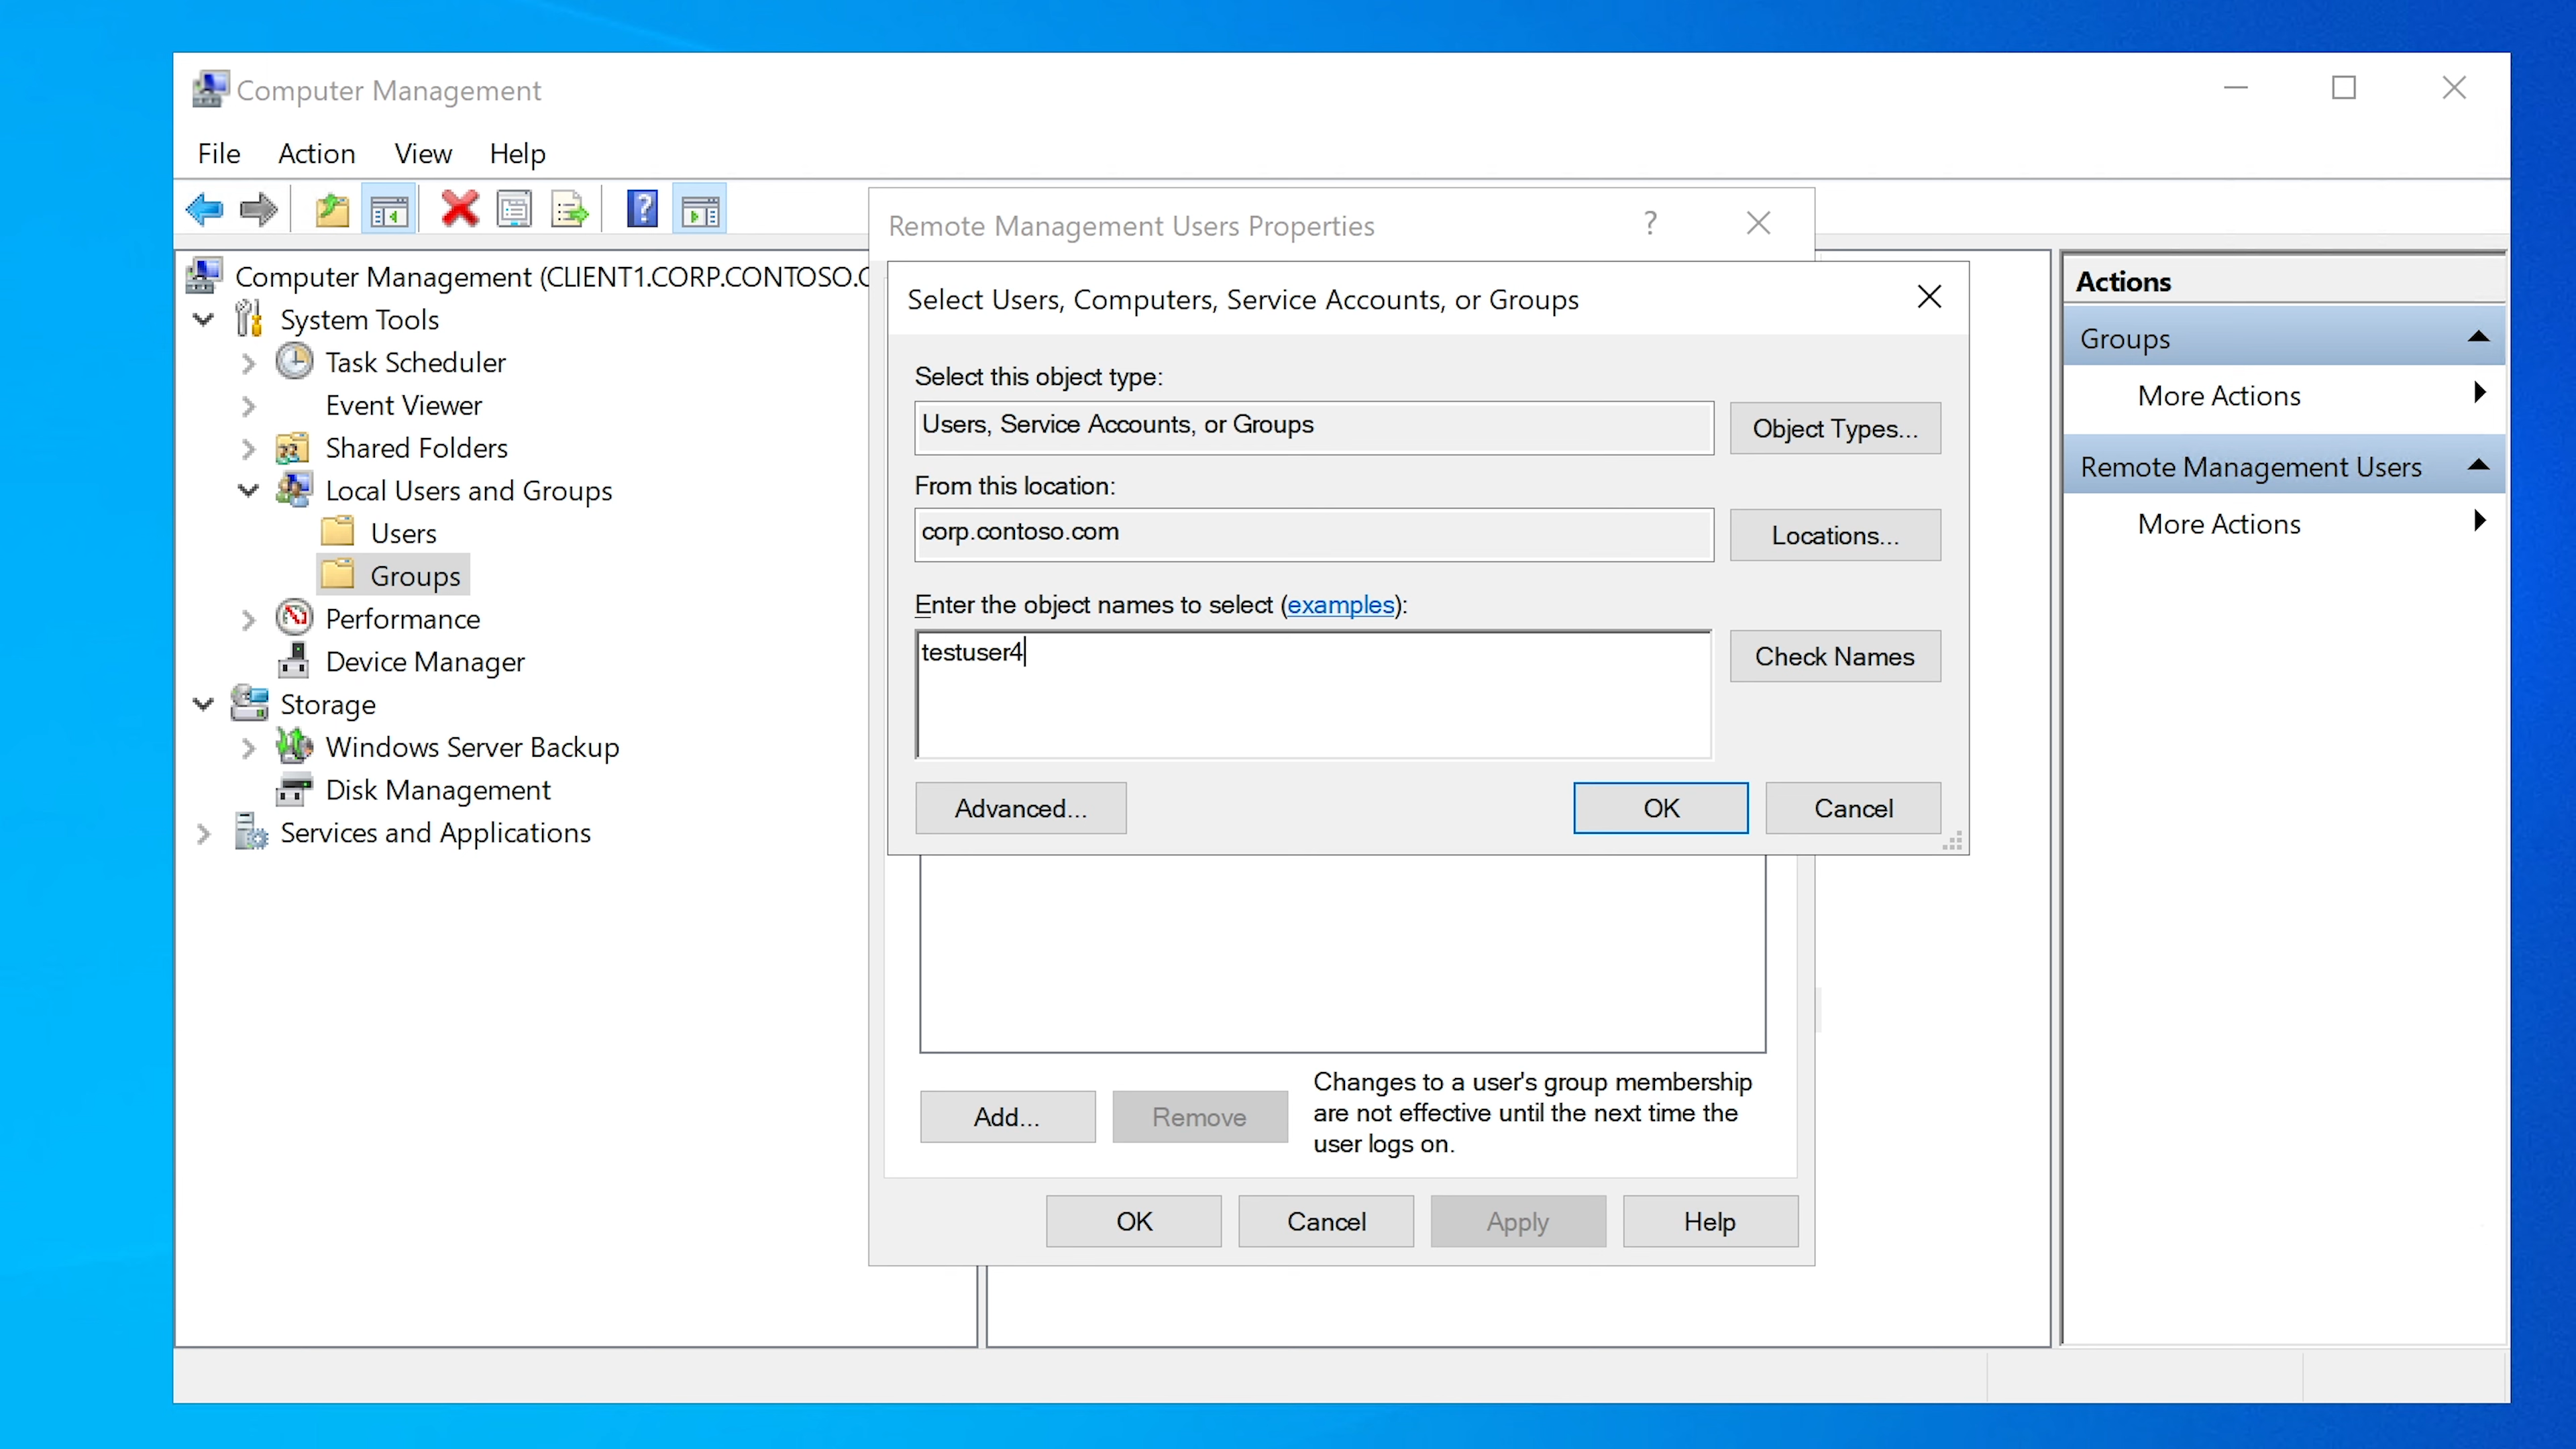 Computer Management
File Action View Help
Computer Management (CLIENT1.CORP.CONTOSO.C
System Tools
Task Scheduler
Event Viewer
Shared Folders
Local Users and Groups
Users
Groups
Performance
Device Manager
Storage
Windows Server Backup
Disk Management
Services and Applications
Remote Management Users Properties
?
Select Users, Computers, Service Accounts, or Groups
Select this object type:
Users, Service Accounts, or Groups
Object Types...
From this location:
corp.contoso.com
Locations...
Enter the object names to select (examples):
testuser4
Check Names
Advanced...
OK
Cancel
Add...
Remove
Changes to a user's group membership
are not effective until the next time the
user logs on.
OK
Cancel
Apply
Help
Actions
Groups
More Actions
Remote Management Users
More Actions